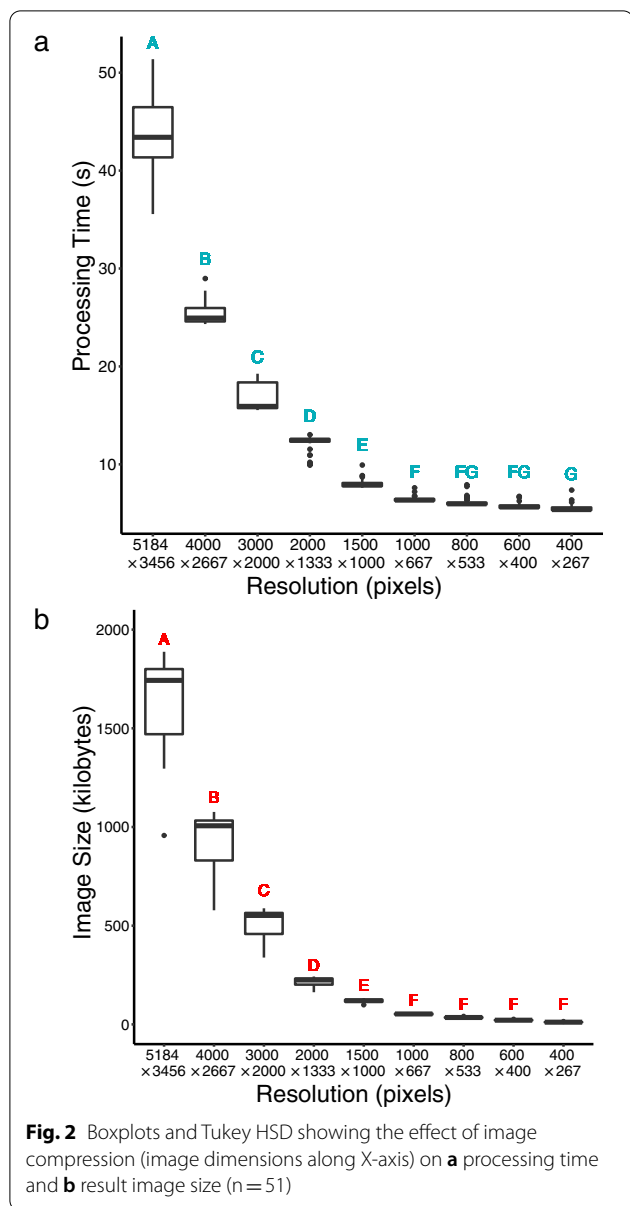 a
A
B
C
D
E
F
FG
FG
G
Processing Time (s)
50
40
30
20
10
5184 4000 3000 2000 1500 1000 800 600 400
×3456 ×2667 ×2000 ×1333 ×1000 ×667 ×533 ×400 ×267
Resolution (pixels)
b
A
B
C
D
E
F
F
F
F
Image Size (kilobytes)
2000
1500
1000
500
0
5184 4000 3000 2000 1500 1000 800 600 400
×3456 ×2667 ×2000 ×1333 ×1000 ×667 ×533 ×400 ×267
Resolution (pixels)
Fig. 2 Boxplots and Tukey HSD showing the effect of image
compression (image dimensions along X-axis) on a processing time
and b result image size (n = 51)